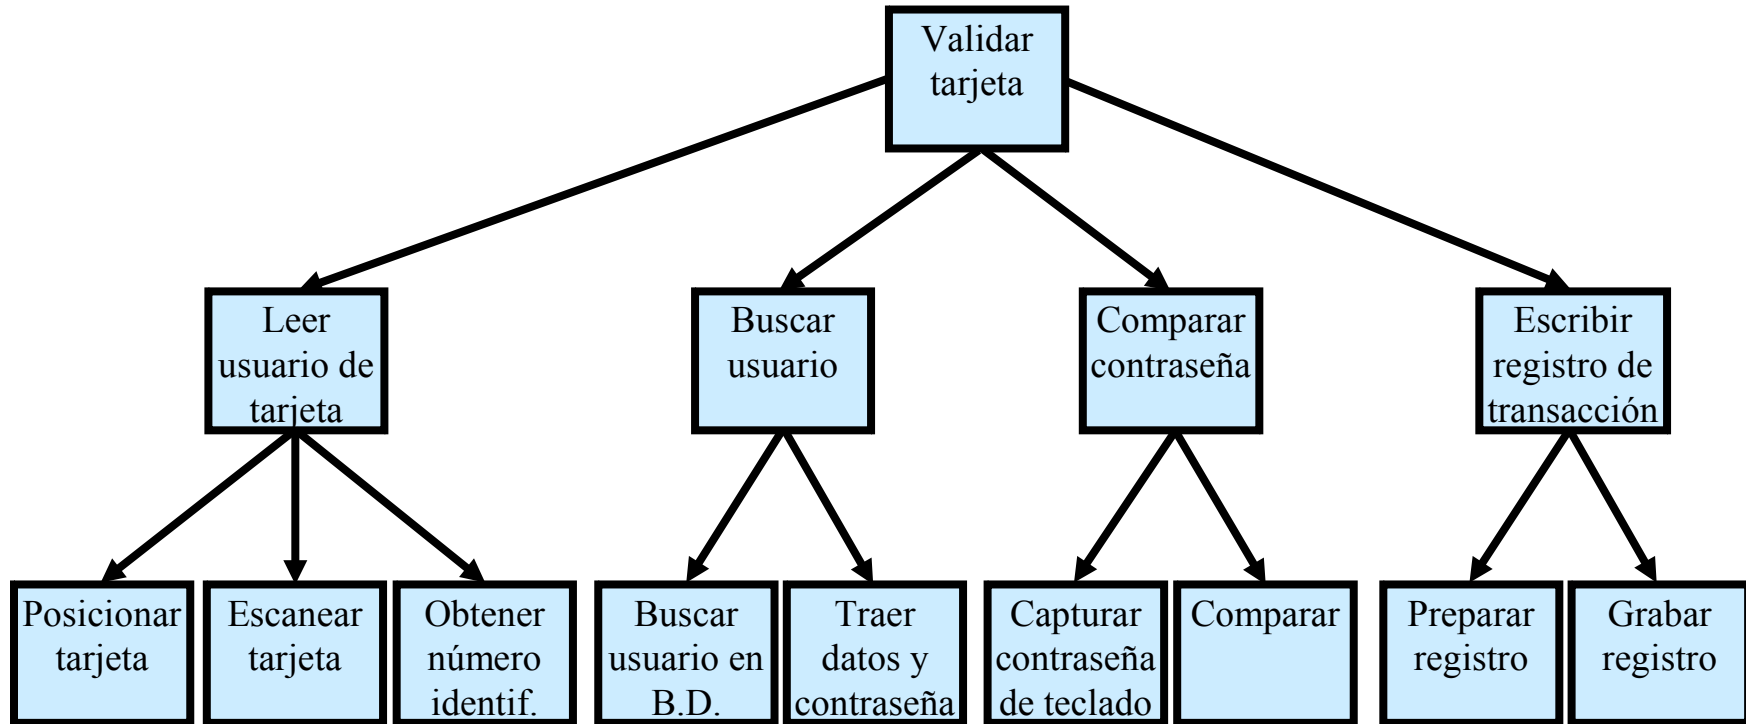 Validar
tarjeta
Leer
usuario de
tarjeta
Buscar
usuario
Comparar
contraseña
Escribir
registro de
transacción
Posicionar
tarjeta
Escanear
tarjeta
Obtener
número
identif.
Buscar
usuario en
B.D.
Traer
datos y
contraseña
Capturar
contraseña
de teclado
Comparar
Preparar
registro
Grabar
registro